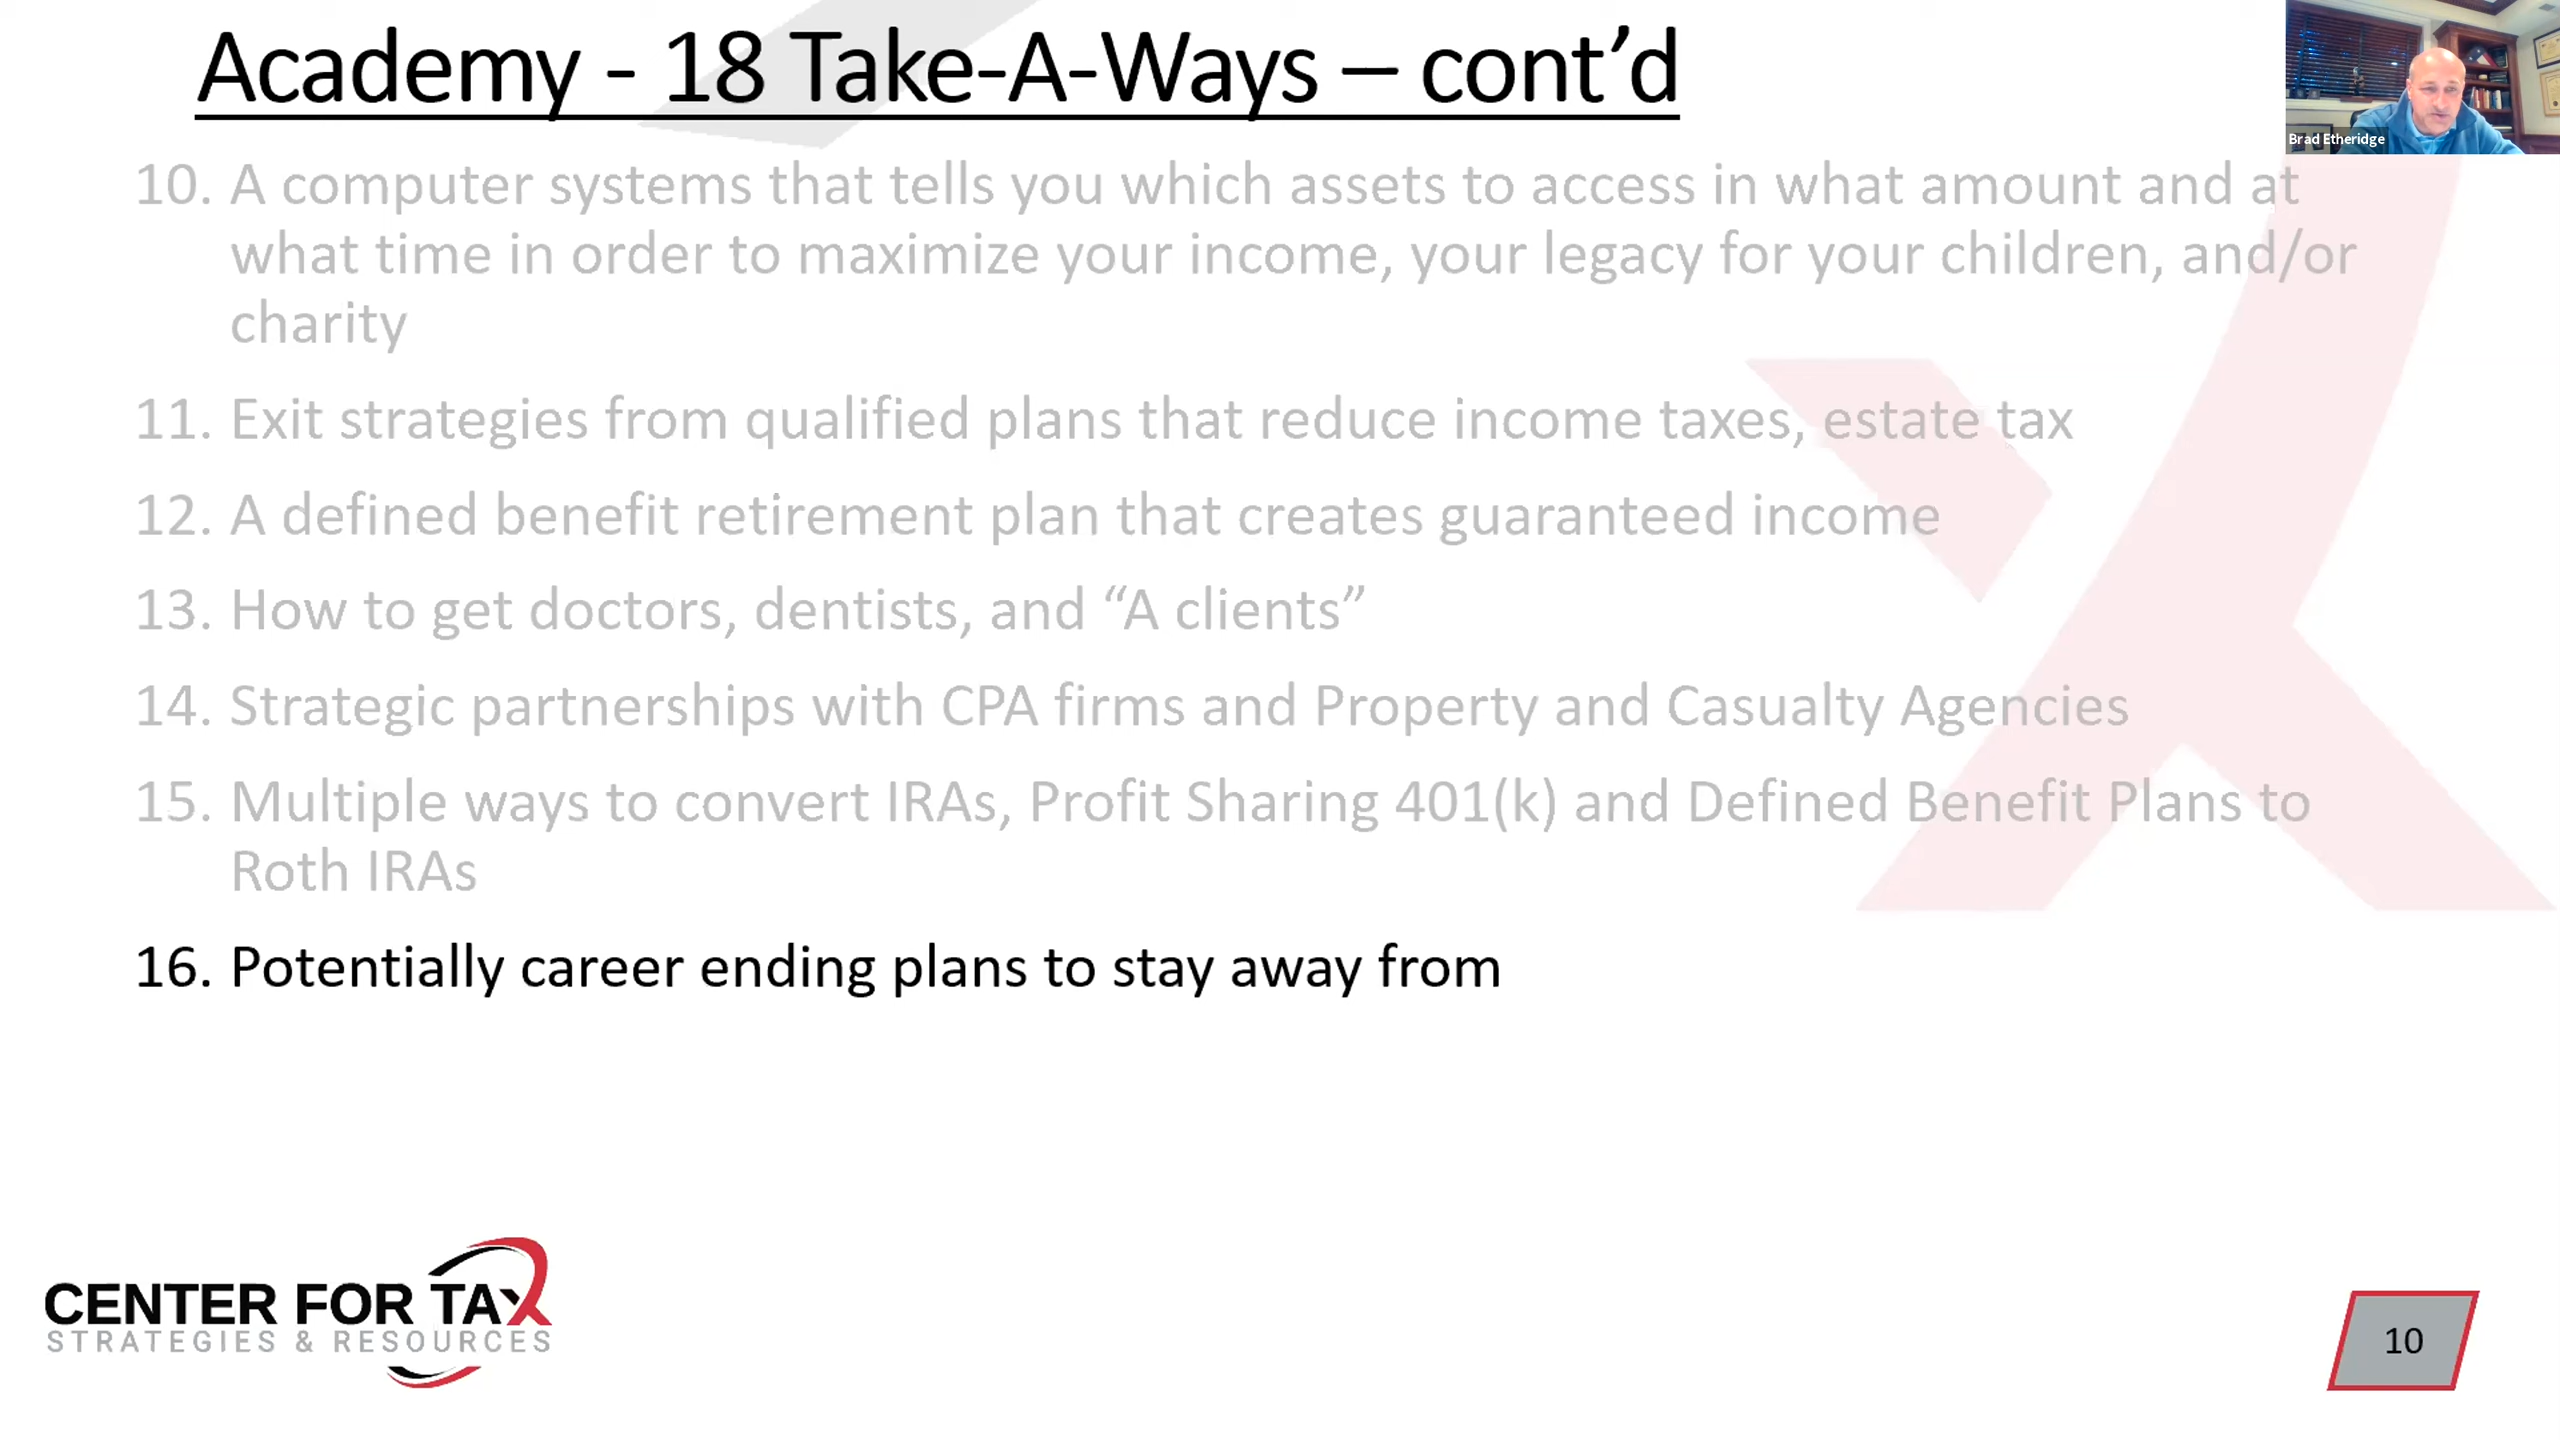 Academy - 18 Take-A-Ways – cont’d
Brad Etheridge
10. A computer systems that tells you which assets to access in what amount and at
what time in order to maximize your income, your legacy for your children, and/or
charity
11. Exit strategies from qualified plans that reduce income taxes, estate tax
12. A defined benefit retirement plan that creates guaranteed income
13. How to get doctors, dentists, and “A clients”
14. Strategic partnerships with CPA firms and Property and Casualty Agencies
15. Multiple ways to convert IRAs, Profit Sharing 401(k) and Defined Benefit Plans to
Roth IRAs
16. Potentially career ending plans to stay away from
CENTER FOR TAX
STRATEGIES & RESOURCES
10